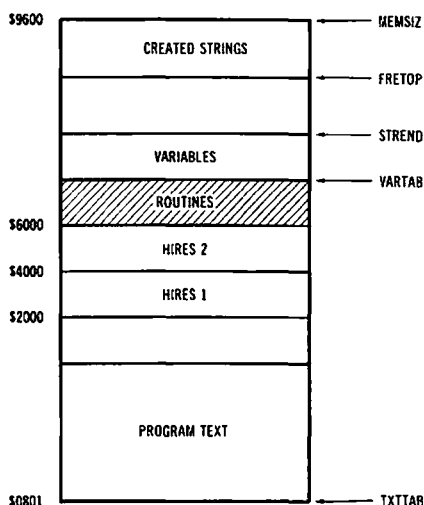 $9600 MEMSIZ
CREATED STRINGS
FRETOP
STREND
VARIABLES
VARTAB
ROUTINES
$6000
HIRES 2
$4000
HIRES 1
$2000
PROGRAM TEXT
$0801 TXTTAB